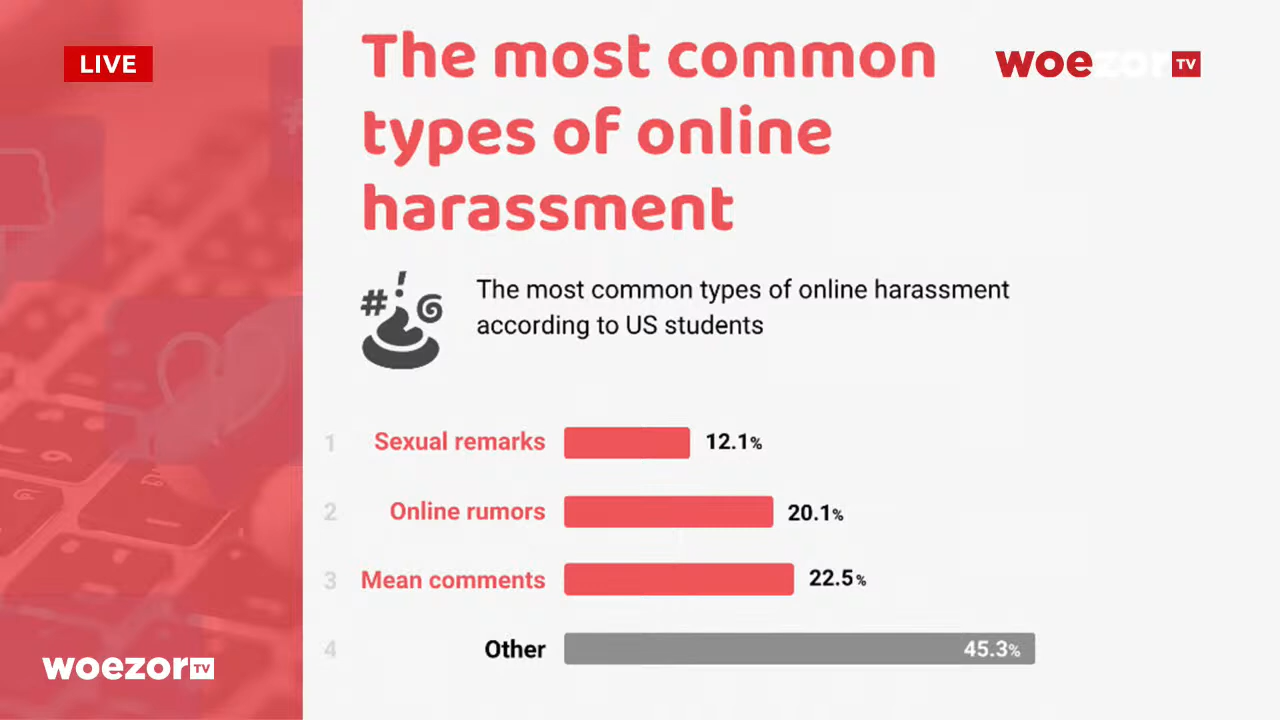 LIVE
The most common
types of online
harassment
woezor TV
The most common types of online harassment
according to US students
1 Sexual remarks 12.1%
2 Online rumors 20.1%
3 Mean comments 22.5%
4 Other 45.3%
woezor TV